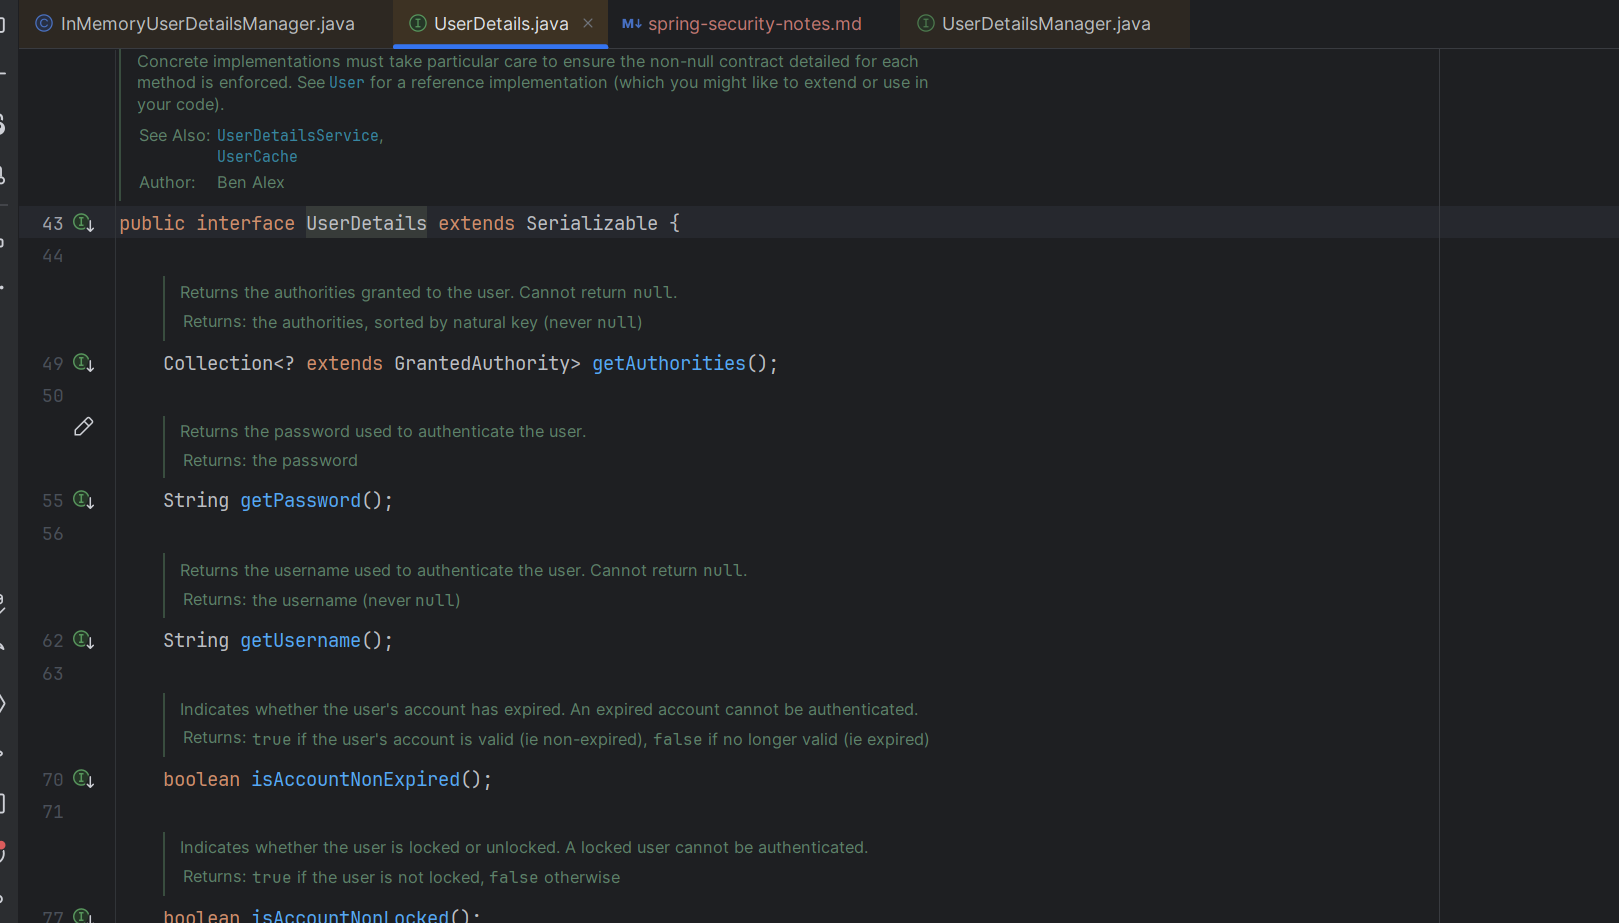 InMemoryUserDetailsManager.java UserDetails.java spring-security-notes.md UserDetailsManager.java
Concrete implementations must take particular care to ensure the non-null contract detailed for each
method is enforced. See User for a reference implementation (which you might like to extend or use in
your code).
See Also: UserDetailsService,
UserCache
Author: Ben Alex
43 public interface UserDetails extends Serializable {
44
Returns the authorities granted to the user. Cannot return null.
Returns: the authorities, sorted by natural key (never null)
49 Collection<? extends GrantedAuthority> getAuthorities();
50
Returns the password used to authenticate the user.
Returns: the password
55 String getPassword();
56
Returns the username used to authenticate the user. Cannot return null.
Returns: the username (never null)
62 String getUsername();
63
Indicates whether the user's account has expired. An expired account cannot be authenticated.
Returns: true if the user's account is valid (ie non-expired), false if no longer valid (ie expired)
70 boolean isAccountNonExpired();
71
Indicates whether the user is locked or unlocked. A locked user cannot be authenticated.
Returns: true if the user is not locked, false otherwise
77 boolean isAccountNonLocked();